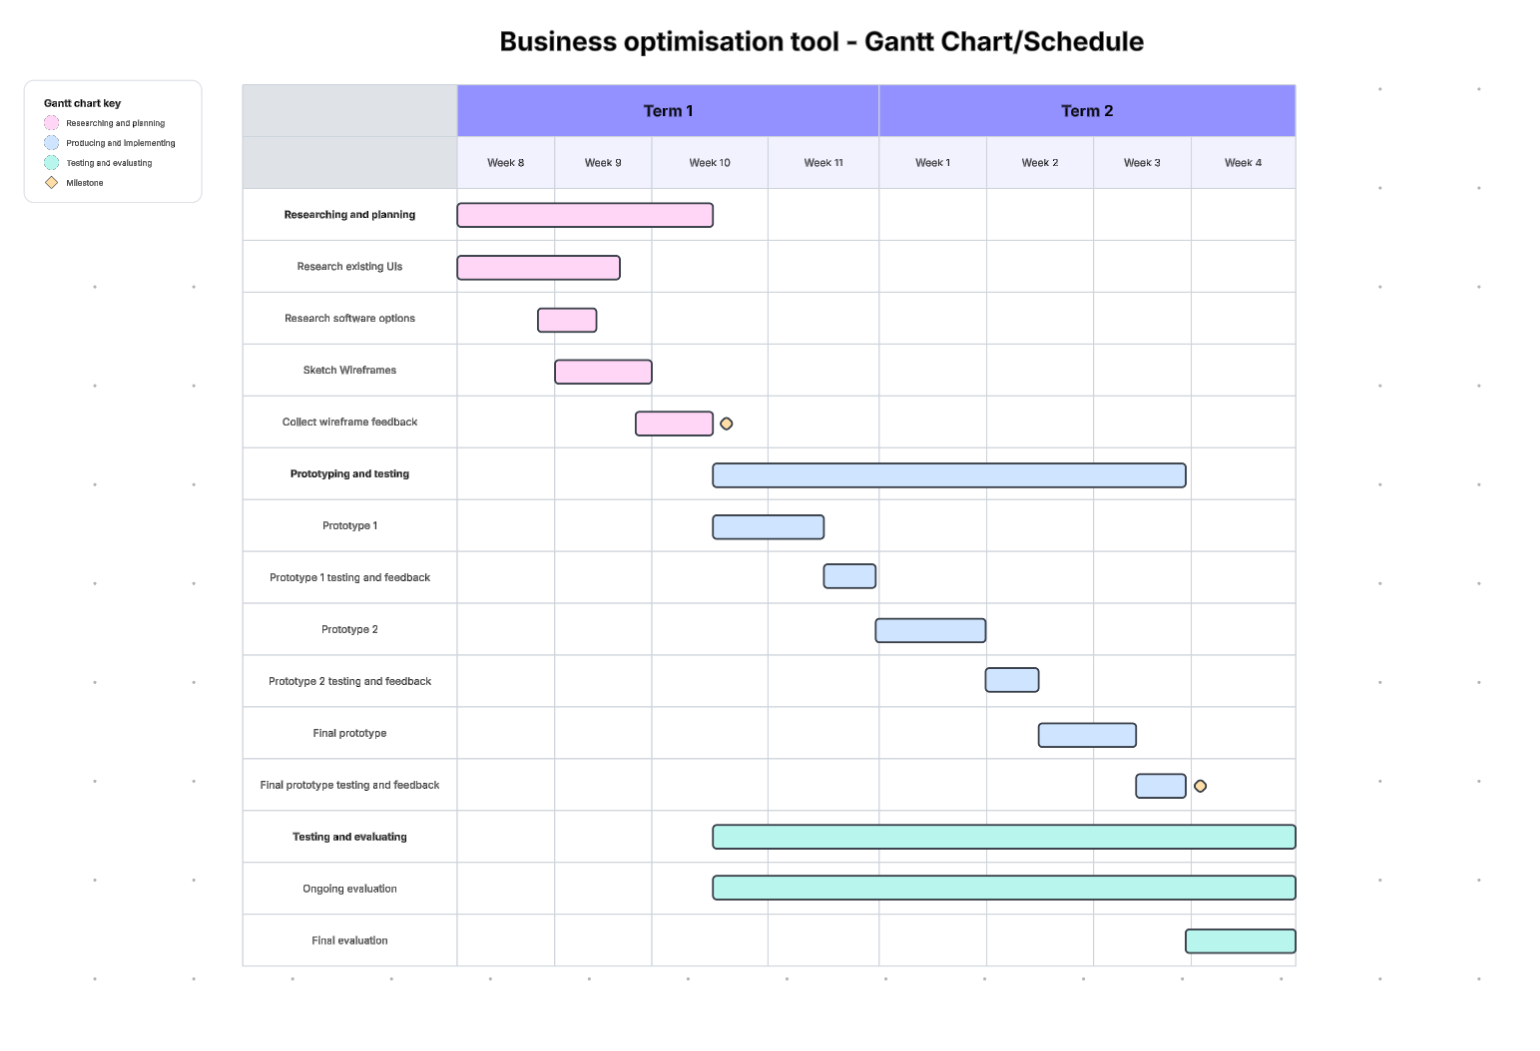 Business optimisation tool - Gantt Chart/Schedule
Gantt chart key
Researching and planning
Producing and implementing
Testing and evaluating
Milestone
Term 1
Term 2
Week 8
Week 9
Week 10
Week 11
Week 1
Week 2
Week 3
Week 4
Researching and planning
Research existing UIs
Research software options
Sketch Wireframes
Collect wireframe feedback
Prototyping and testing
Prototype 1
Prototype 1 testing and feedback
Prototype 2
Prototype 2 testing and feedback
Final prototype
Final prototype testing and feedback
Testing and evaluating
Ongoing evaluation
Final evaluation